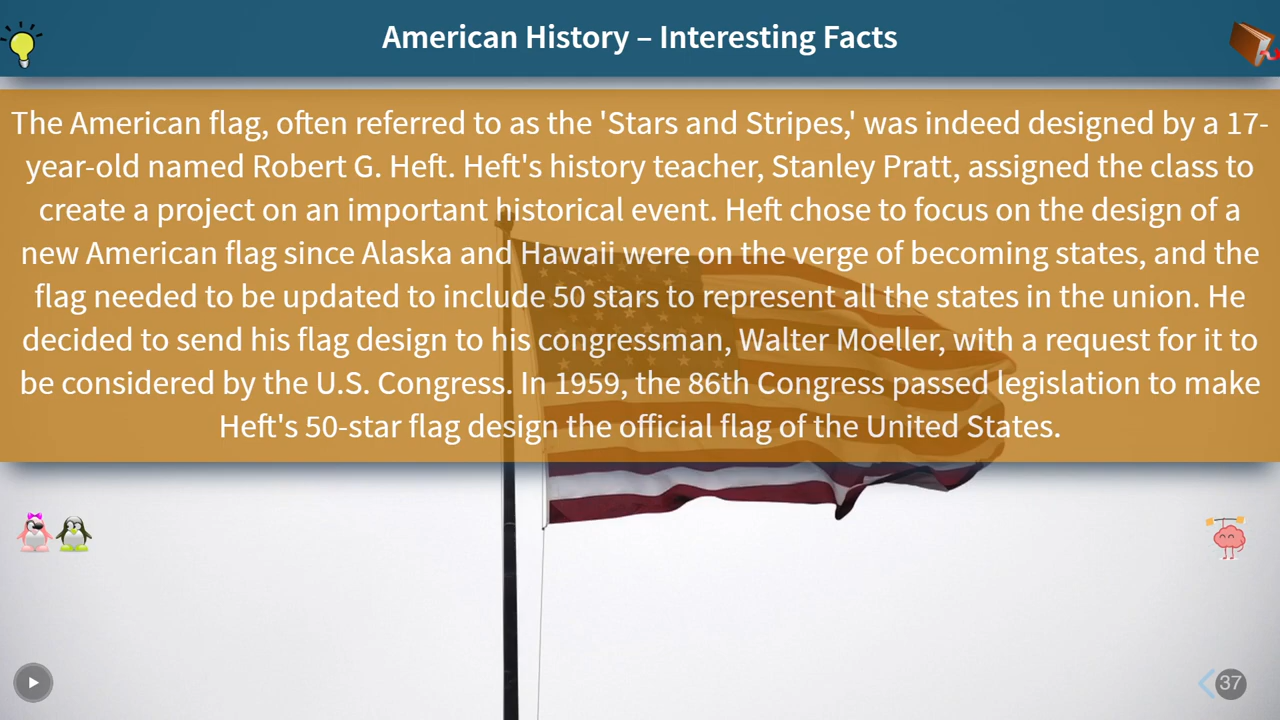 American History – Interesting Facts
The American flag, often referred to as the 'Stars and Stripes,' was indeed designed by a 17-
year-old named Robert G. Heft. Heft's history teacher, Stanley Pratt, assigned the class to
create a project on an important historical event. Heft chose to focus on the design of a
new American flag since Alaska and Hawaii were on the verge of becoming states, and the
flag needed to be updated to include 50 stars to represent all the states in the union. He
decided to send his flag design to his congressman, Walter Moeller, with a request for it to
be considered by the U.S. Congress. In 1959, the 86th Congress passed legislation to make
Heft's 50-star flag design the official flag of the United States.
37